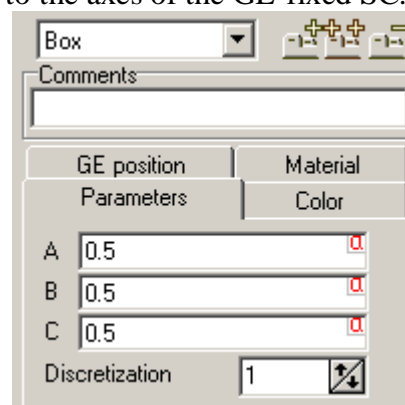 to the axes of the GE-fixed SC.
Box
Comments
GE position Material
Parameters Color
A 0.5
B 0.5
C 0.5
Discretization 1